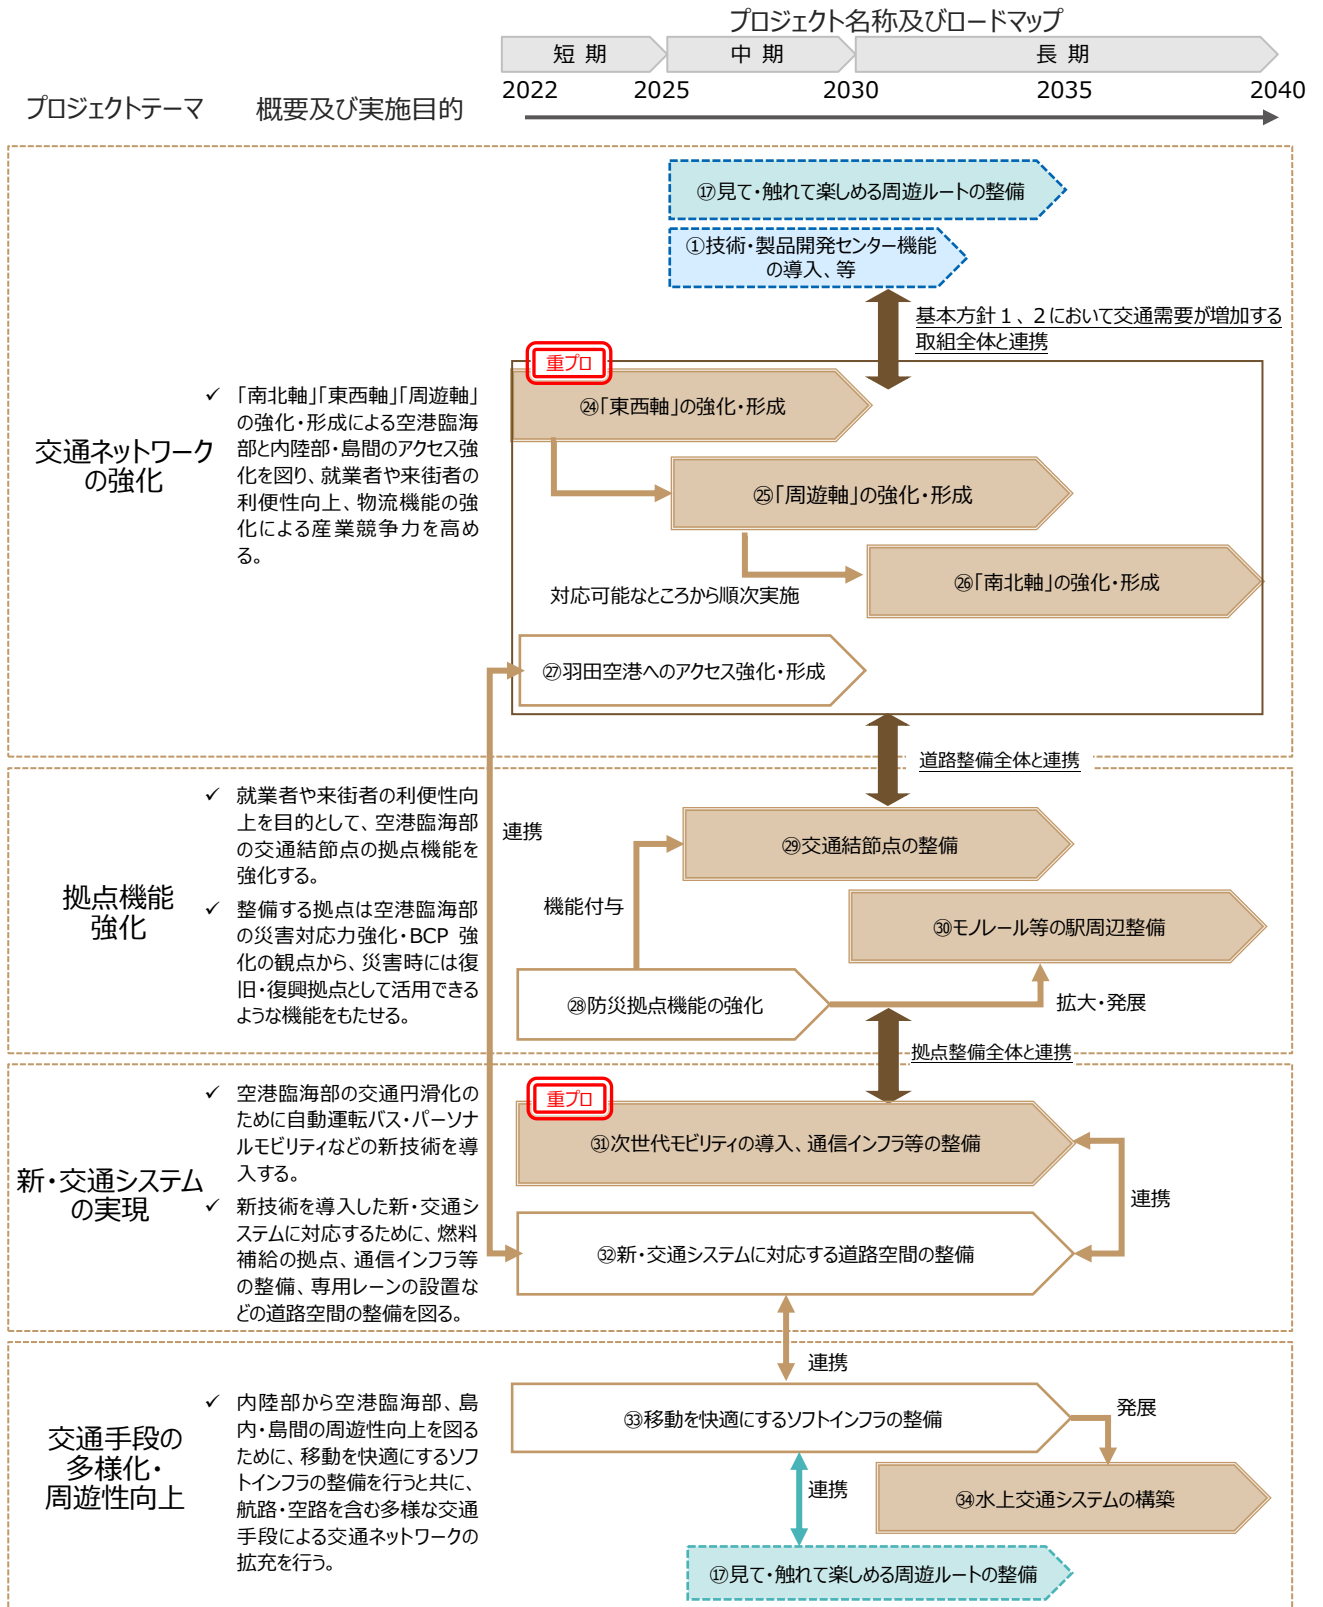 プロジェクト名称及びロードマップ
短 期
中 期
長 期
2022
2025
2030
2035
2040
プロジェクトテーマ
概要及び実施目的
⑰見て・触れて楽しめる周遊ルートの整備
①技術・製品開発センター機能
の導入、等
基本方針１、２において交通需要が増加する
取組全体と連携
交通ネットワーク
の強化
✓ 「南北軸」「東西軸」「周遊軸」
の強化・形成による空港臨海
部と内陸部・島間のアクセス強
化を図り、就業者や来街者の
利便性向上、物流機能の強
化による産業競争力を高め
る。
重プロ
㉔「東西軸」の強化・形成
㉕「周遊軸」の強化・形成
㉖「南北軸」の強化・形成
対応可能なところから順次実施
㉗羽田空港へのアクセス強化・形成
道路整備全体と連携
連携
拠点機能
強化
✓ 就業者や来街者の利便性向
上を目的として、空港臨海部
の交通結節点の拠点機能を
強化する。
✓ 整備する拠点は空港臨海部
の災害対応力強化・BCP 強
化の観点から、災害時には復
旧・復興拠点として活用できる
ような機能をもたせる。
㉙交通結節点の整備
機能付与
㉚モノレール等の駅周辺整備
㉘防災拠点機能の強化
拡大・発展
拠点整備全体と連携
新・交通システム
の実現
✓ 空港臨海部の交通円滑化の
ために自動運転バス・パーソナ
ルモビリティなどの新技術を導
入する。
✓ 新技術を導入した新・交通シ
ステムに対応するために、燃料
補給の拠点、通信インフラ等
の整備、専用レーンの設置な
どの道路空間の整備を図る。
重プロ
㉛次世代モビリティの導入、通信インフラ等の整備
連携
㉜新・交通システムに対応する道路空間の整備
連携
交通手段の
多様化・
周遊性向上
✓ 内陸部から空港臨海部、島
内・島間の周遊性向上を図る
ために、移動を快適にするソフ
トインフラの整備を行うと共に、
航路・空路を含む多様な交通
手段による交通ネットワークの
拡充を行う。
㉝移動を快適にするソフトインフラの整備
発展
連携
㉞水上交通システムの構築
⑰見て・触れて楽しめる周遊ルートの整備